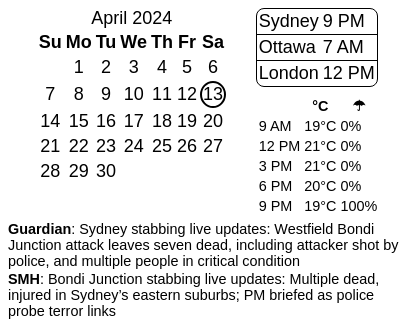 April 2024
Su Mo Tu We Th Fr Sa
1 2 3 4 5 6
7 8 9 10 11 12 13
14 15 16 17 18 19 20
21 22 23 24 25 26 27
28 29 30
Sydney 9 PM
Ottawa 7 AM
London 12 PM
°C ☂
9 AM 19°C 0%
12 PM 21°C 0%
3 PM 21°C 0%
6 PM 20°C 0%
9 PM 19°C 100%
Guardian: Sydney stabbing live updates: Westfield Bondi
Junction attack leaves seven dead, including attacker shot by
police, and multiple people in critical condition
SMH: Bondi Junction stabbing live updates: Multiple dead,
injured in Sydney’s eastern suburbs; PM briefed as police
probe terror links